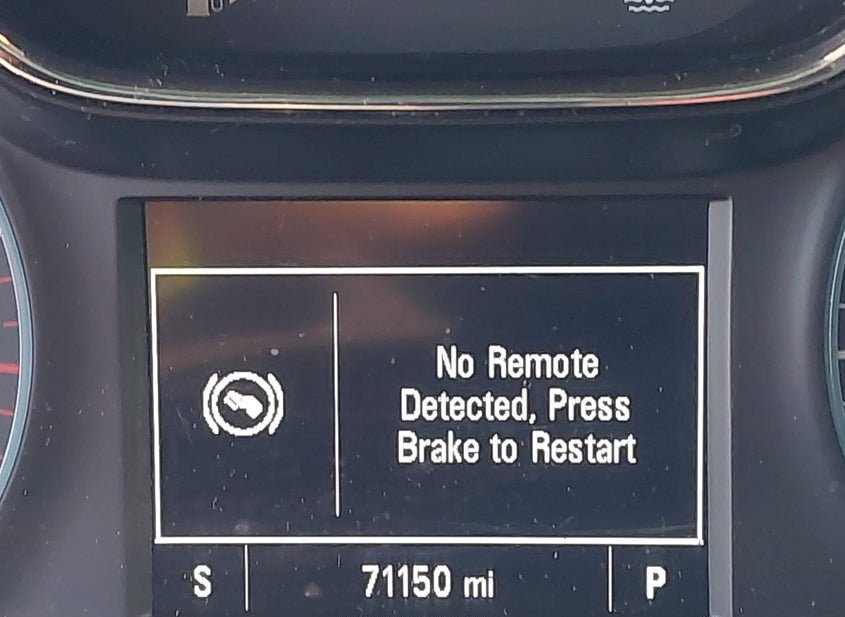 No Remote
Detected, Press
Brake to Restart
S 71150 mi P